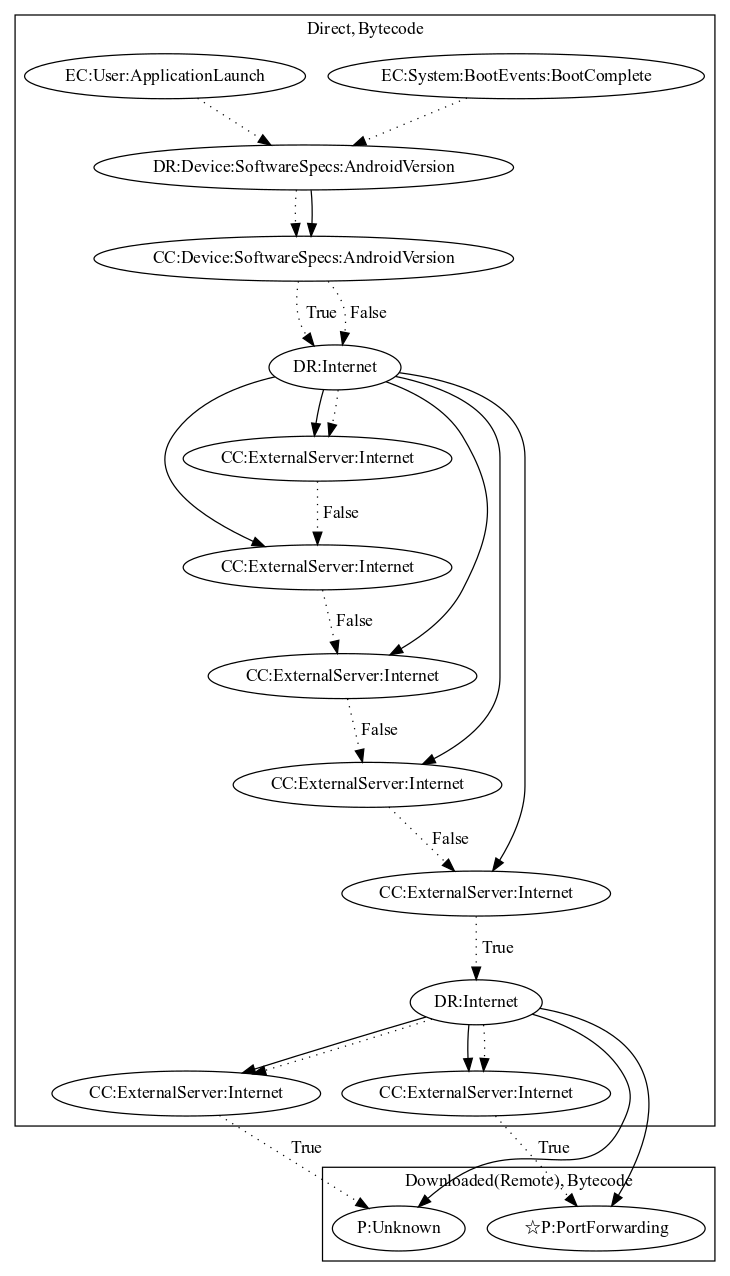 Direct, Bytecode
EC:User:ApplicationLaunch
EC:System:BootEvents:BootComplete
DR:Device:SoftwareSpecs:AndroidVersion
CC:Device:SoftwareSpecs:AndroidVersion
True
False
DR:Internet
CC:ExternalServer:Internet
False
CC:ExternalServer:Internet
False
CC:ExternalServer:Internet
False
CC:ExternalServer:Internet
False
CC:ExternalServer:Internet
True
DR:Internet
CC:ExternalServer:Internet
CC:ExternalServer:Internet
True
True
Downloaded(Remote), Bytecode
P:Unknown
☆P:PortForwarding